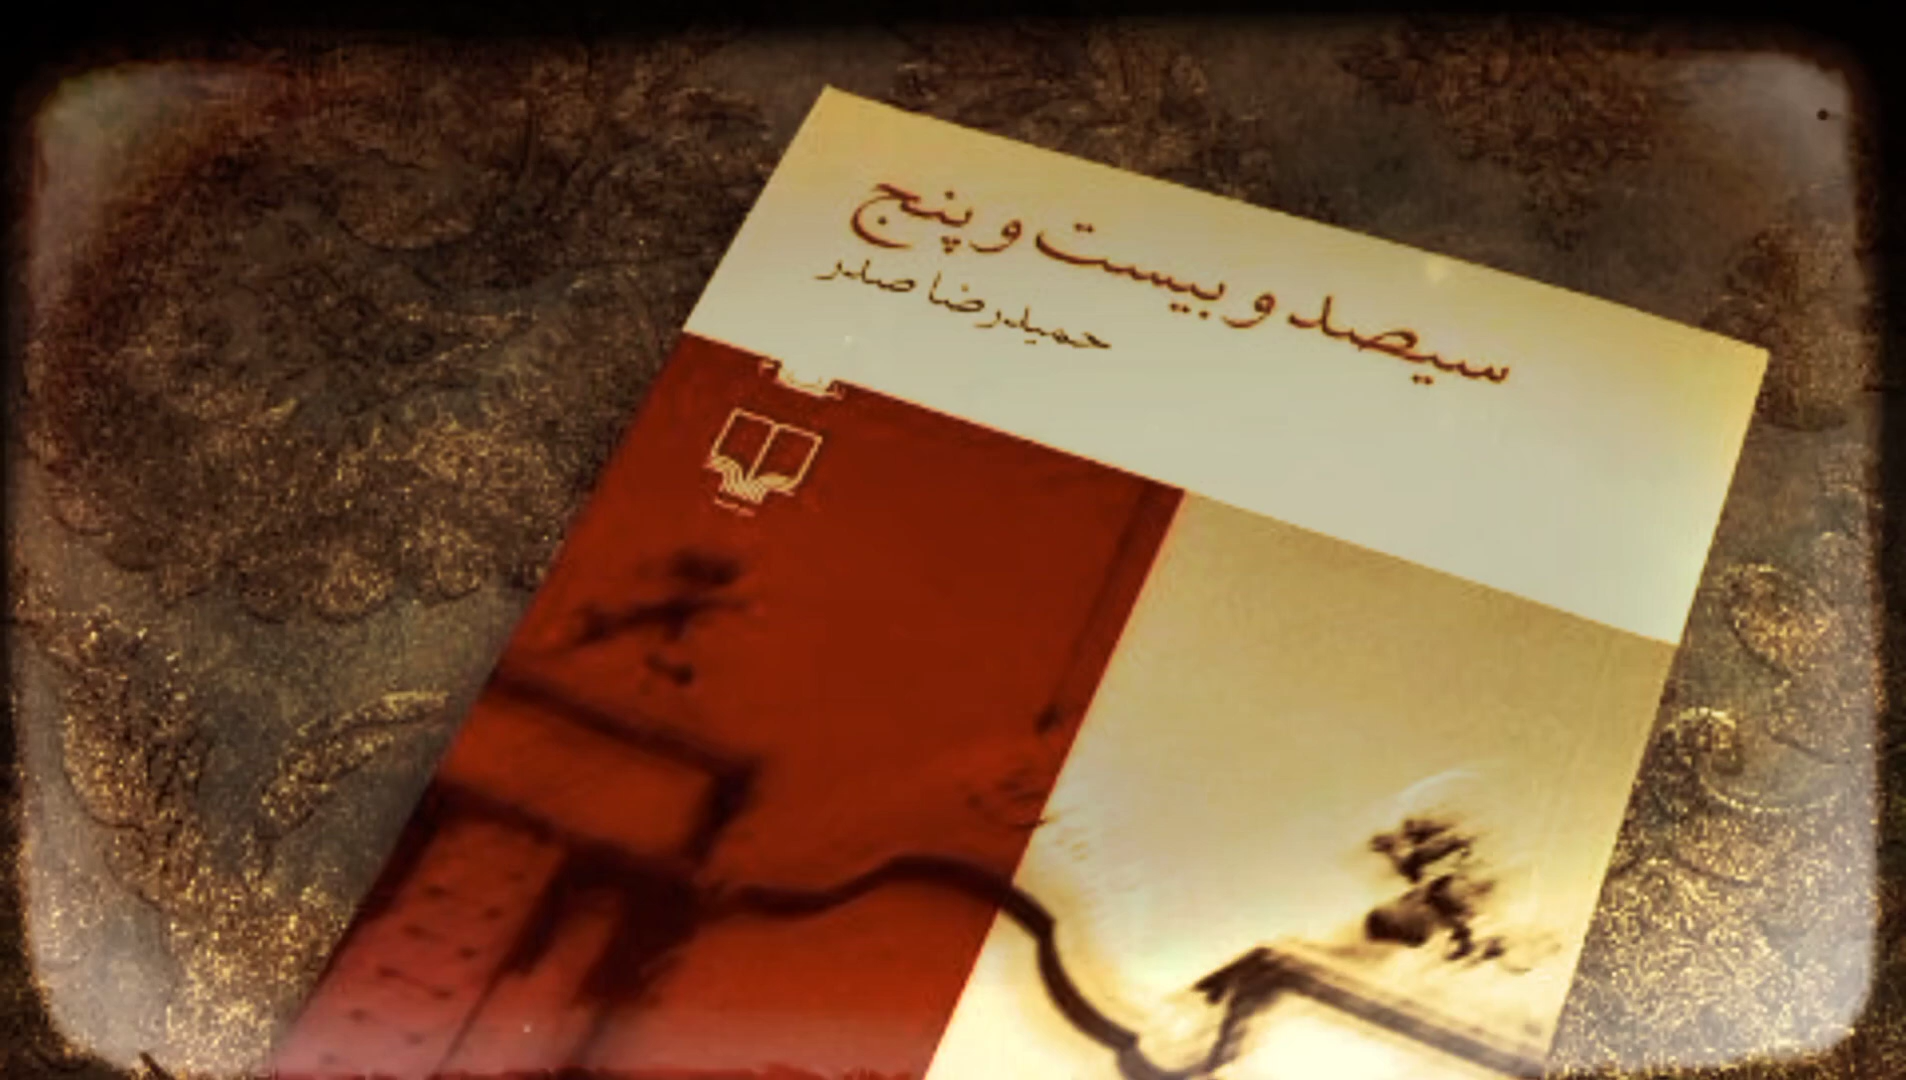 سیصد و بیست و پنج
حمیدرضا صدر